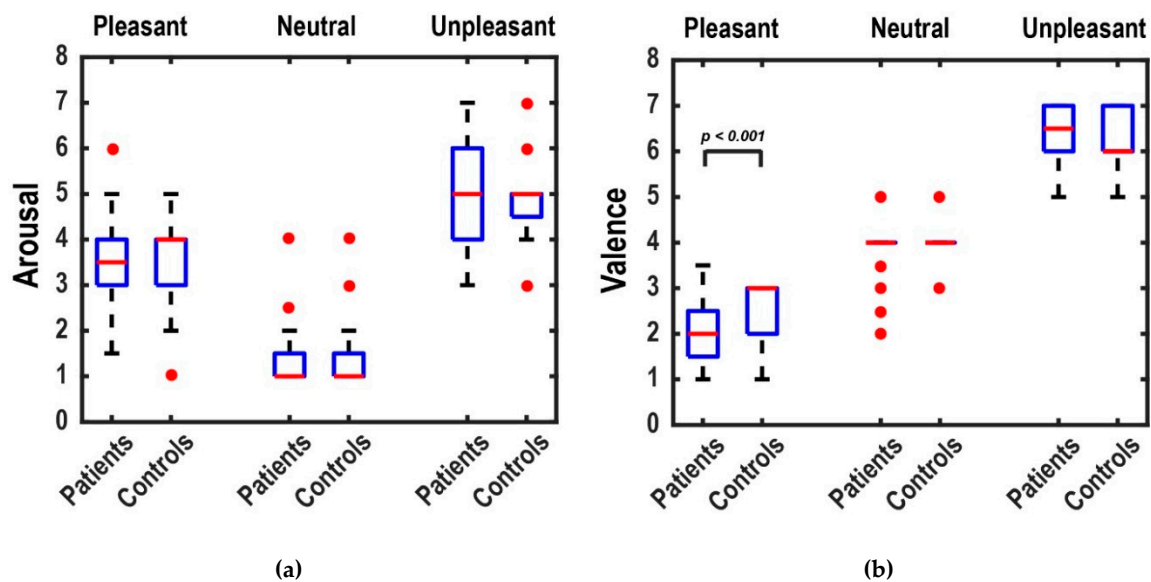 Pleasant Neutral Unpleasant
8
7
6
5
4
3
2
1
0
Arousal
Patients Controls Patients Controls Patients Controls
(a)
Pleasant Neutral Unpleasant
8
7
6
5
4
3
2
1
0
Valence
p < 0.001
Patients Controls Patients Controls Patients Controls
(b)